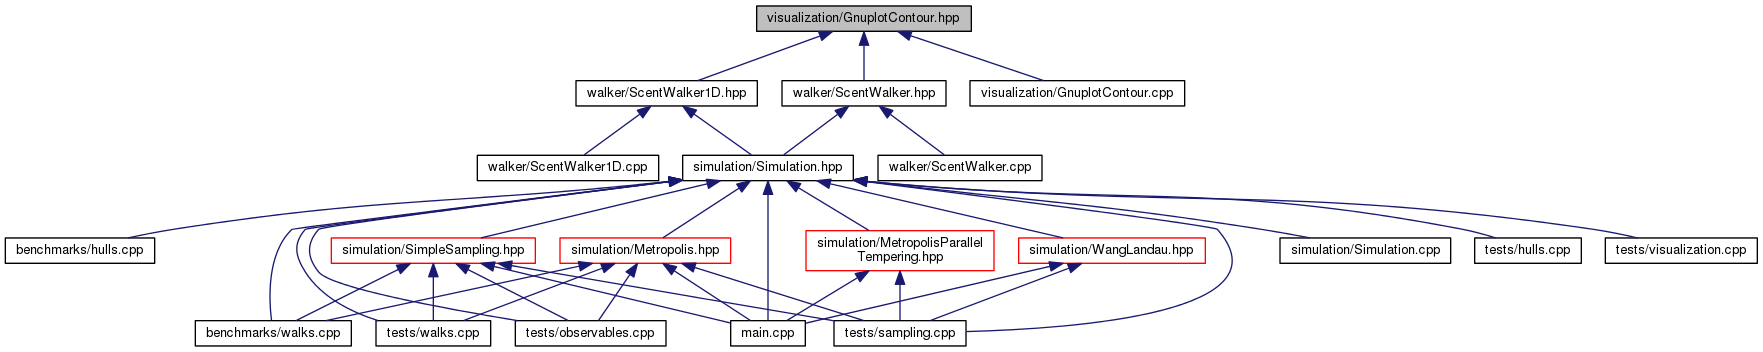 visualization/GnuplotContour.hpp
walker/ScentWalker1D.hpp
walker/ScentWalker.hpp
visualization/GnuplotContour.cpp
walker/ScentWalker1D.cpp
simulation/Simulation.hpp
walker/ScentWalker.cpp
benchmarks/hulls.cpp
simulation/SimpleSampling.hpp
simulation/Metropolis.hpp
simulation/MetropolisParallel
Tempering.hpp
simulation/WangLandau.hpp
simulation/Simulation.cpp
tests/hulls.cpp
tests/visualization.cpp
benchmarks/walks.cpp
tests/walks.cpp
tests/observables.cpp
main.cpp
tests/sampling.cpp